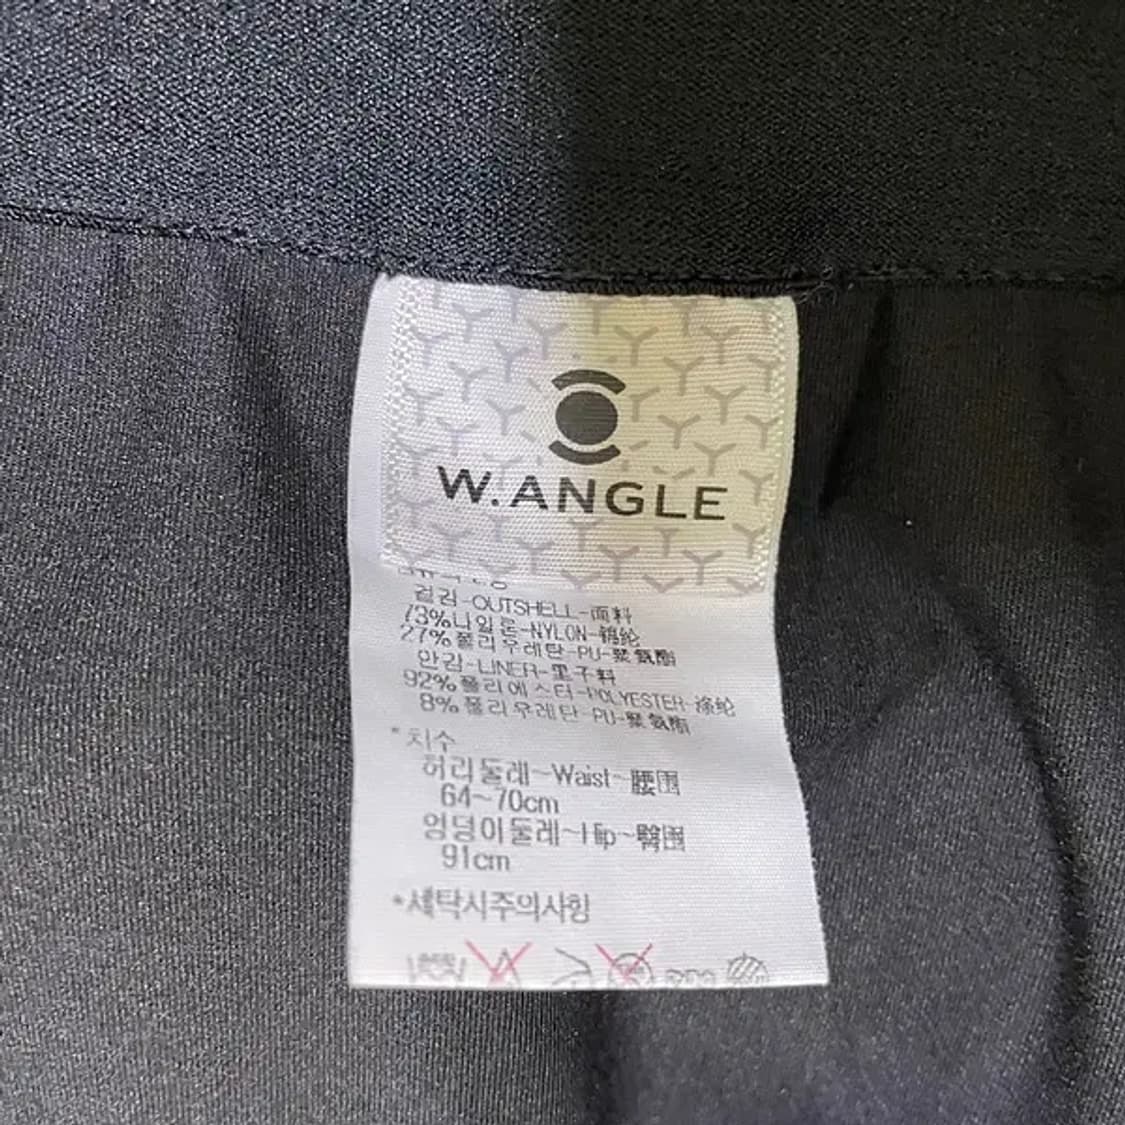 W.ANGLE
겉감-OUTSHELL-面料
73%나일론-NYLON-锦纶
27%폴리우레탄-PU-聚氨酯
안감-LINER-里子料
92%폴리에스터-POLYESTER-涤纶
8%폴리우레탄-PU-聚氨酯
*치수
허리둘레~Waist~腰围
64~70cm
엉덩이둘레~Hip~臀围
91cm
*세탁시주의사항